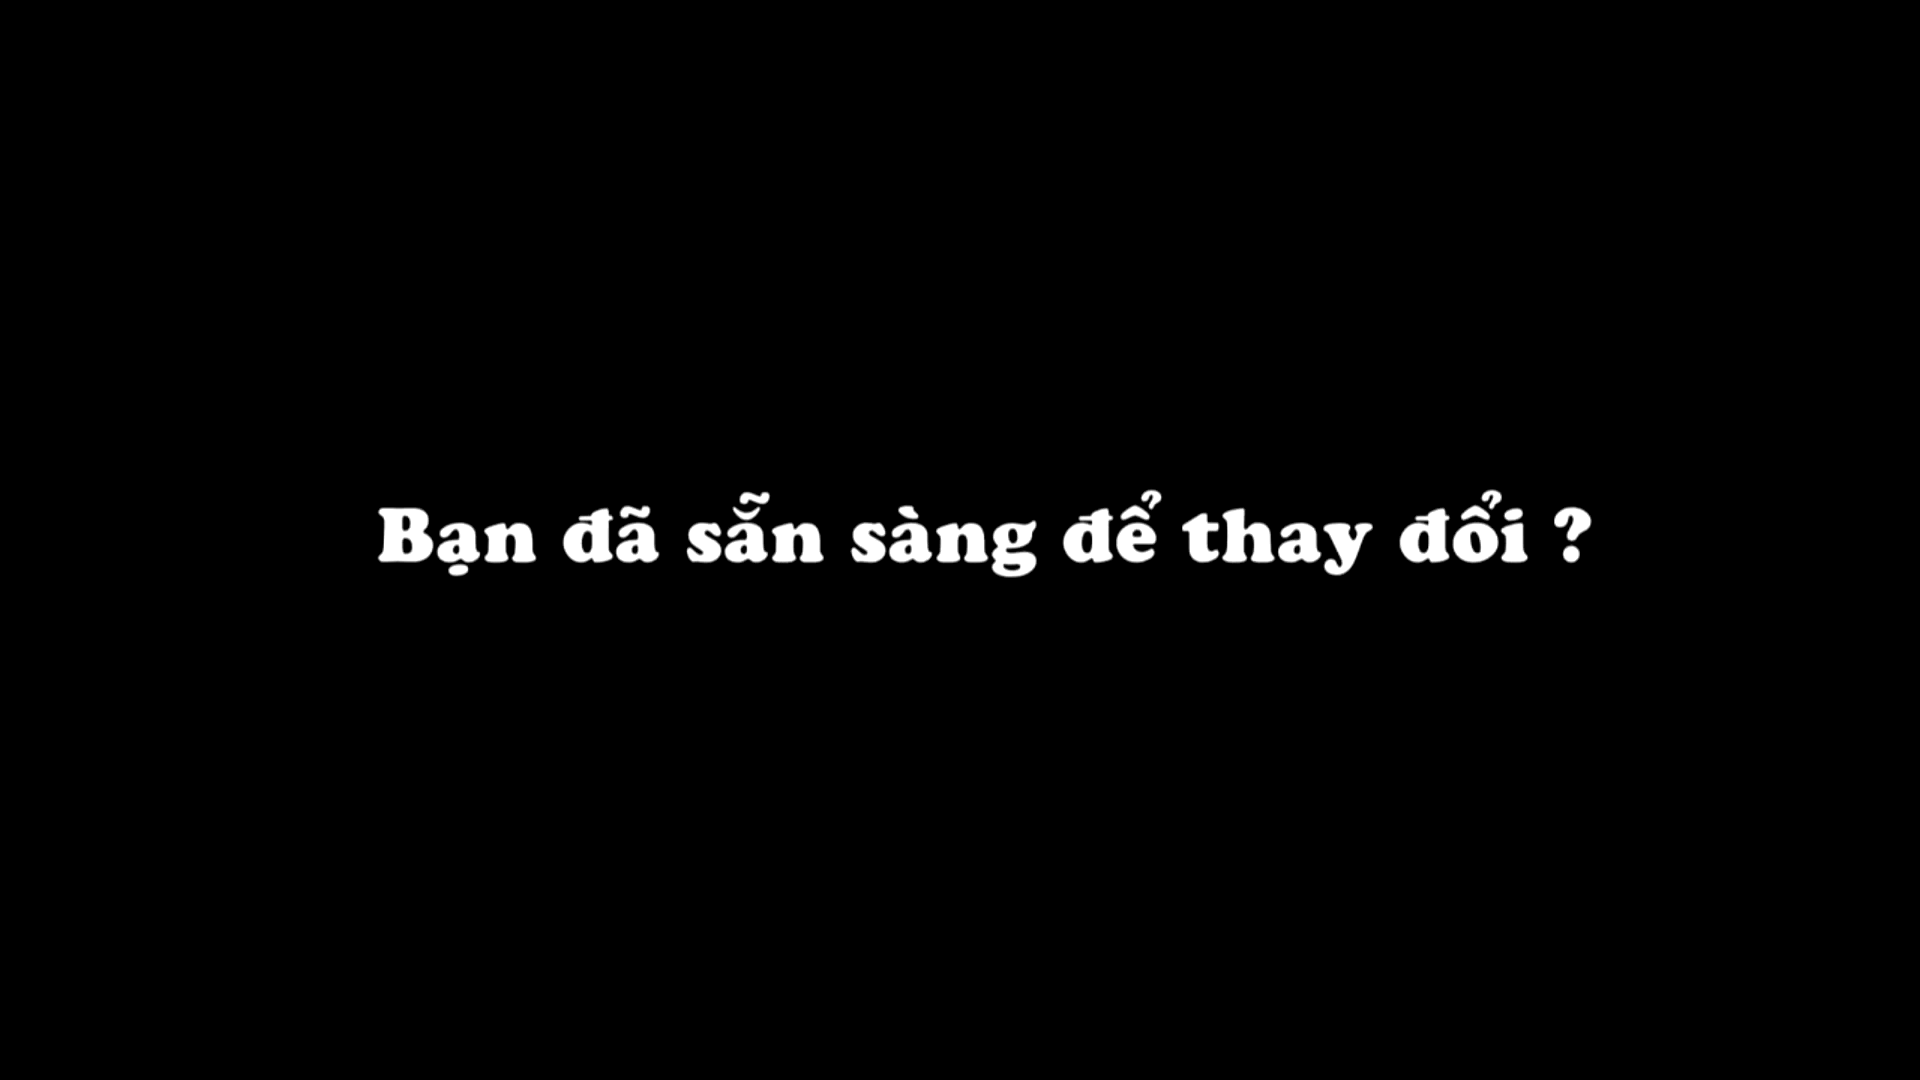 Bạn đã sẵn sàng để thay đổi ?